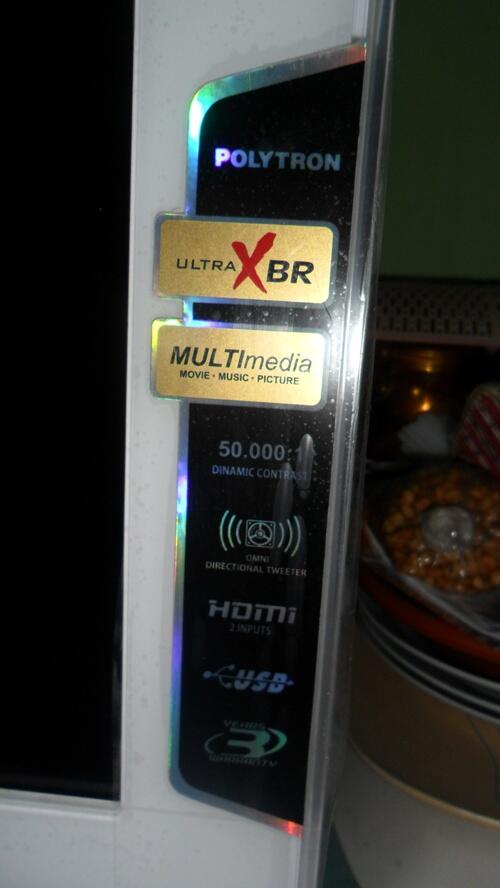 POLYTRON
ULTRA XBR
MULTImedia
MOVIE • MUSIC • PICTURE
50.000:1
DINAMIC CONTRAST
OMNI
DIRECTIONAL TWEETER
HDMI
2 INPUTS
USB
YEARS
3
WARRANTY